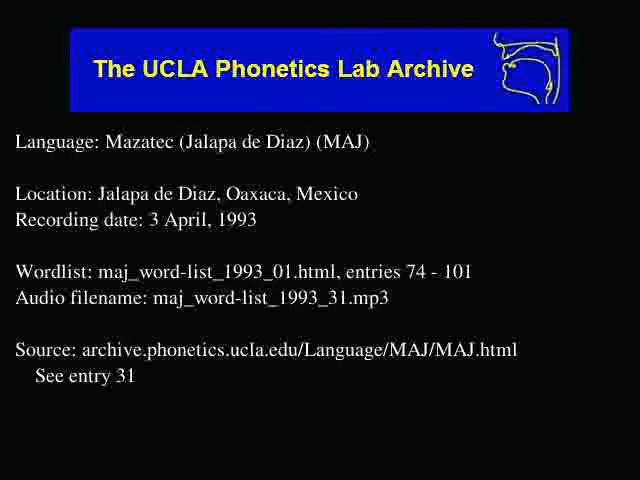 The UCLA Phonetics Lab Archive
Language: Mazatec (Jalapa de Diaz) (MAJ)
Location: Jalapa de Diaz, Oaxaca, Mexico
Recording date: 3 April, 1993
Wordlist: maj_word-list_1993_01.html, entries 74 - 101
Audio filename: maj_word-list_1993_31.mp3
Source: archive.phonetics.ucla.edu/Language/MAJ/MAJ.html
See entry 31